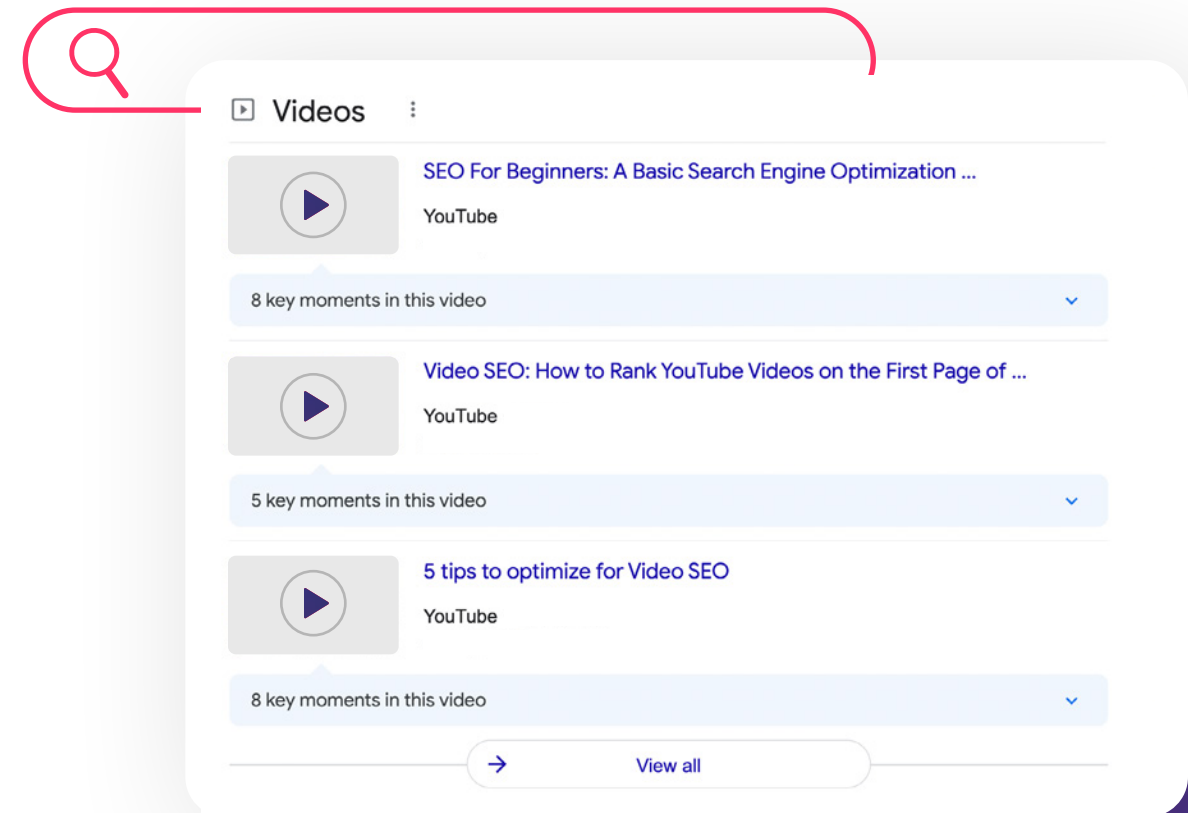 Videos
SEO For Beginners: A Basic Search Engine Optimization ...
YouTube
8 key moments in this video
Video SEO: How to Rank YouTube Videos on the First Page of ...
YouTube
5 key moments in this video
5 tips to optimize for Video SEO
YouTube
8 key moments in this video
View all